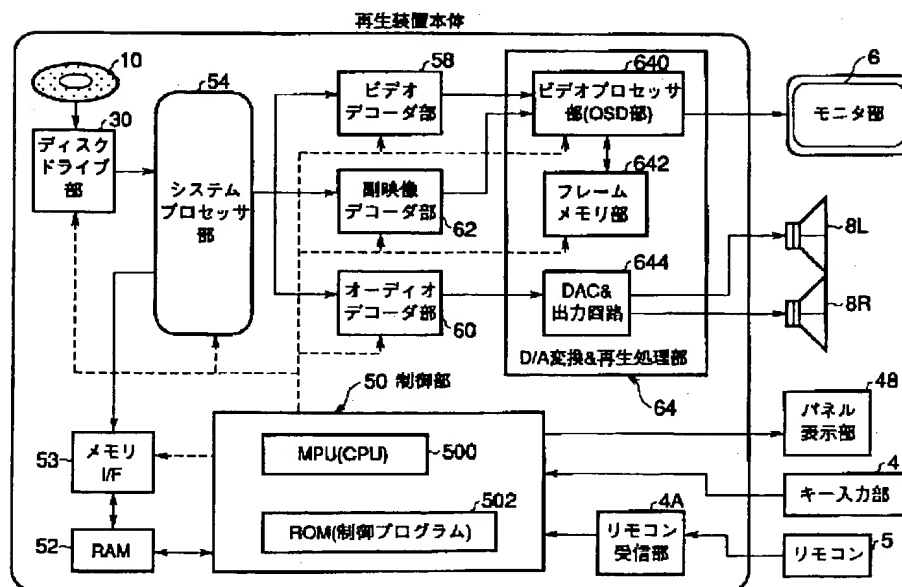 再生装置本体
10
54
58
640
6
30
ビデオ
デコーダ部
ビデオプロセッサ
部(OSD部)
モニタ部
ディスク
ドライブ
部
システム
プロセッサ
部
副映像
デコーダ部
62
642
フレーム
メモリ部
8L
644
オーディオ
デコーダ部
60
DAC&
出力回路
8R
D/A変換&再生処理部
64
50 制御部
48
パネル
表示部
53
メモリ
I/F
MPU(CPU)
500
4
キー入力部
502
ROM(制御プログラム)
4A
リモコン
受信部
52
RAM
5
リモコン